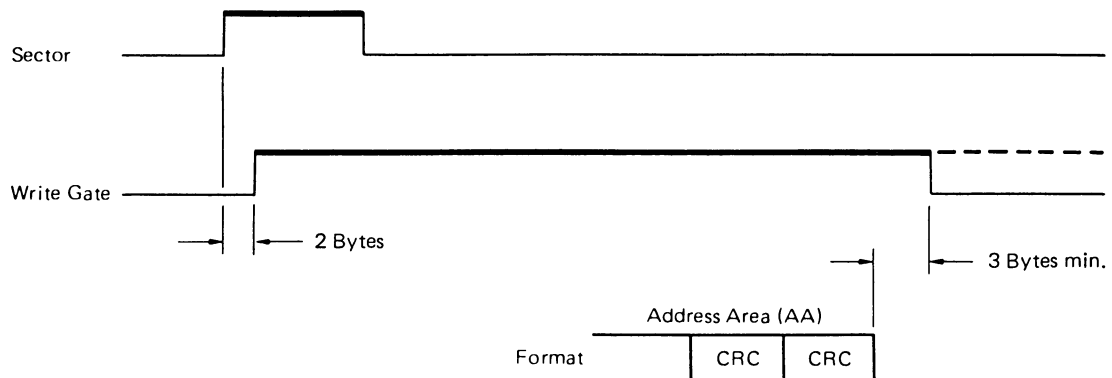 Sector
Write Gate
2 Bytes
3 Bytes min.
Address Area (AA)
Format CRC CRC